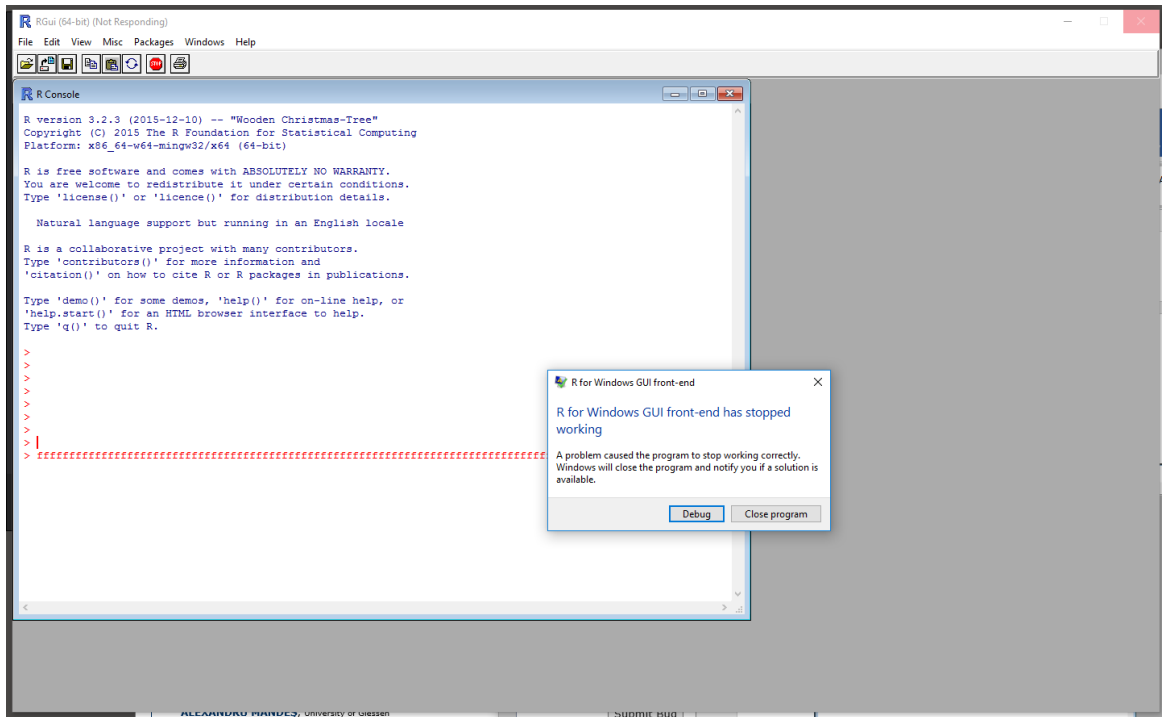 RGui (64-bit) (Not Responding)
File Edit View Misc Packages Windows Help
STOP
R Console
R version 3.2.3 (2015-12-10) -- "Wooden Christmas-Tree"
Copyright (C) 2015 The R Foundation for Statistical Computing
Platform: x86_64-w64-mingw32/x64 (64-bit)
R is free software and comes with ABSOLUTELY NO WARRANTY.
You are welcome to redistribute it under certain conditions.
Type 'license()' or 'licence()' for distribution details.
Natural language support but running in an English locale
R is a collaborative project with many contributors.
Type 'contributors()' for more information and
'citation()' on how to cite R or R packages in publications.
Type 'demo()' for some demos, 'help()' for on-line help, or
'help.start()' for an HTML browser interface to help.
Type 'q()' to quit R.
>
>
>
>
>
>
>
> |
> fffffffffffffffffffffffffffffffffffffffffffffffffffffffffffffffffffffffffffffff
R for Windows GUI front-end
R for Windows GUI front-end has stopped
working
A problem caused the program to stop working correctly.
Windows will close the program and notify you if a solution is
available.
Debug Close program
ALEXANDRU MANDES, University of Giessen
Submit Bug